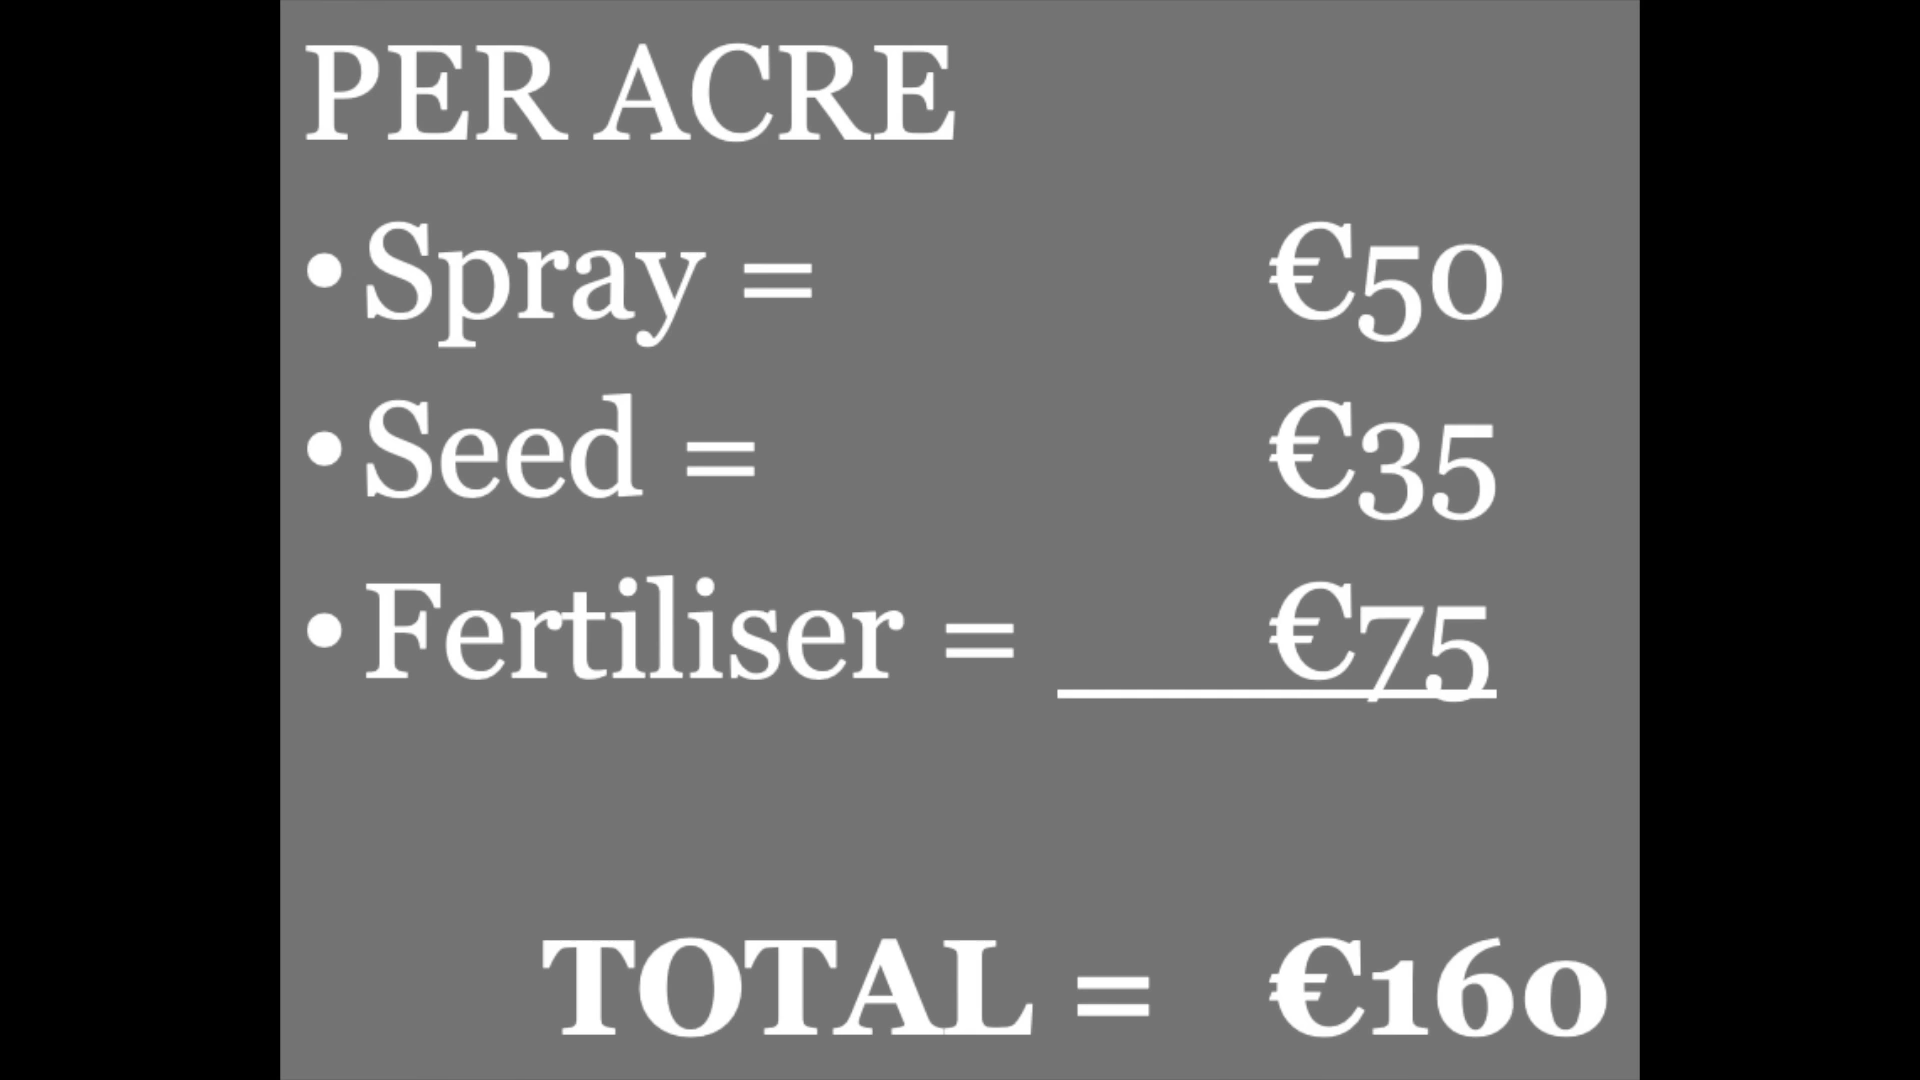 PER ACRE
•Spray = €50
•Seed = €35
•Fertiliser = €75
TOTAL = €160